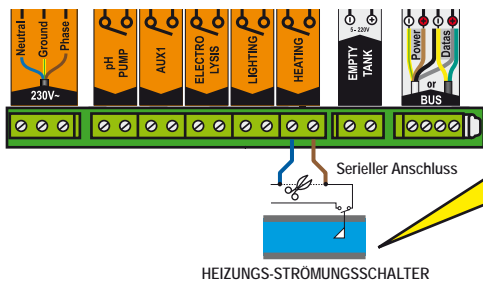 Neutral
Ground
Phase
230V~
pH
PUMP
AUX1
ELECTRO
LYSIS
LIGHTING
HEATING
5 - 220V
EMPTY
TANK
Power
Datas
or
BUS
Serieller Anschluss
HEIZUNGS-STRÖMUNGSSCHALTER